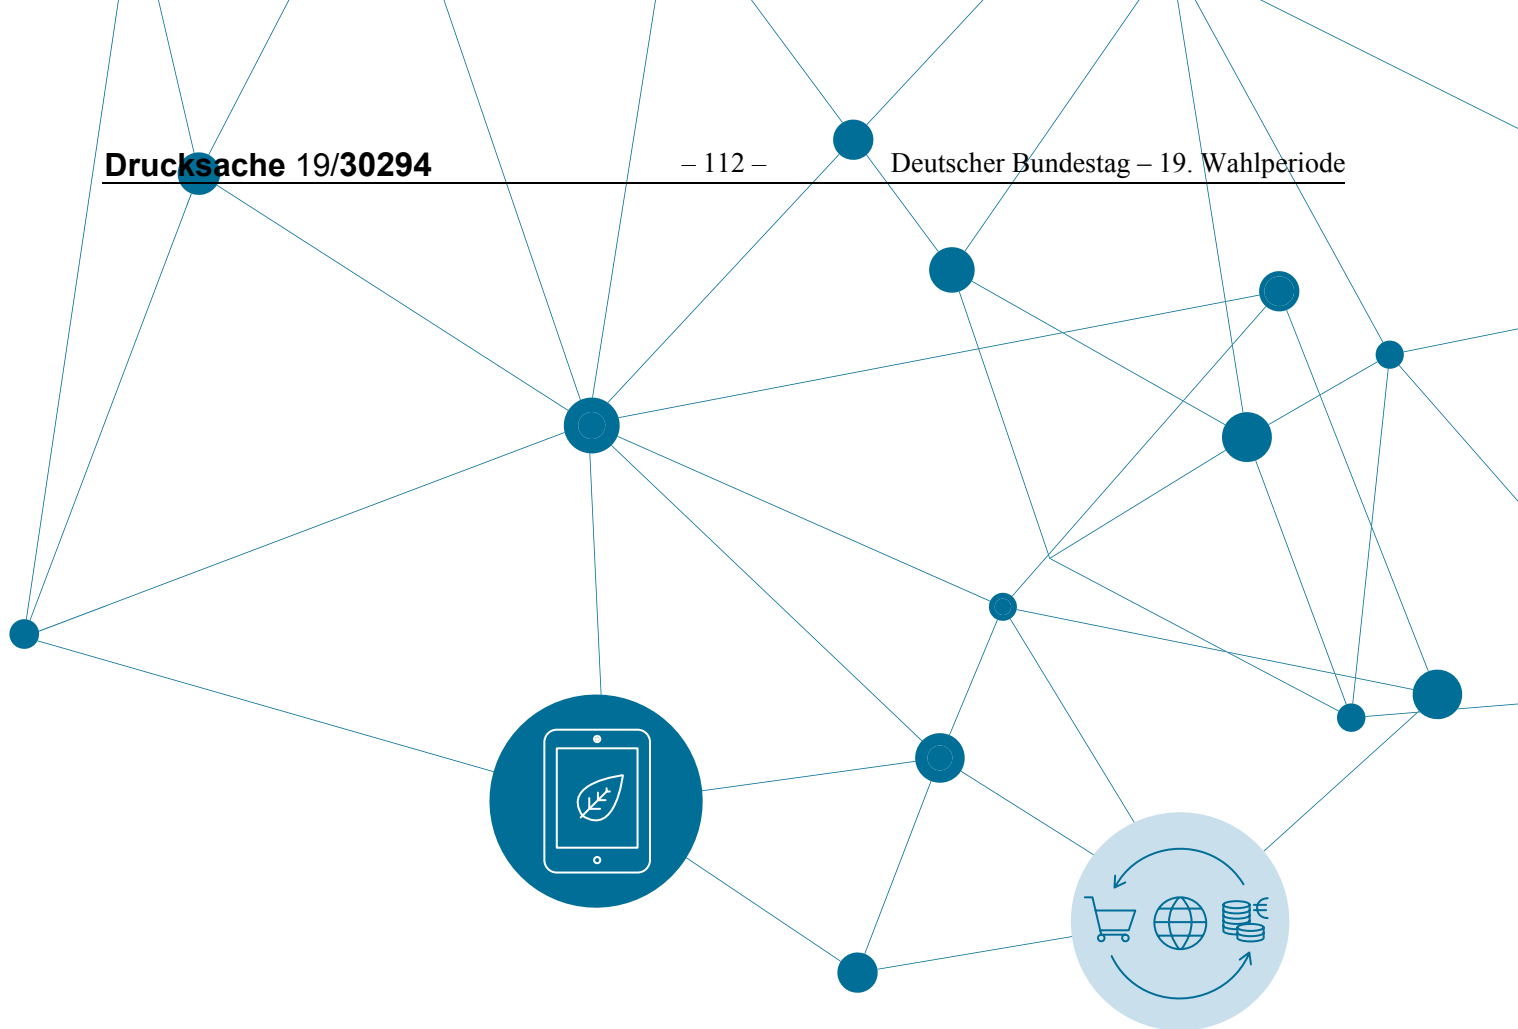 Drucksache 19/30294 – 112 – Deutscher Bundestag – 19. Wahlperiode